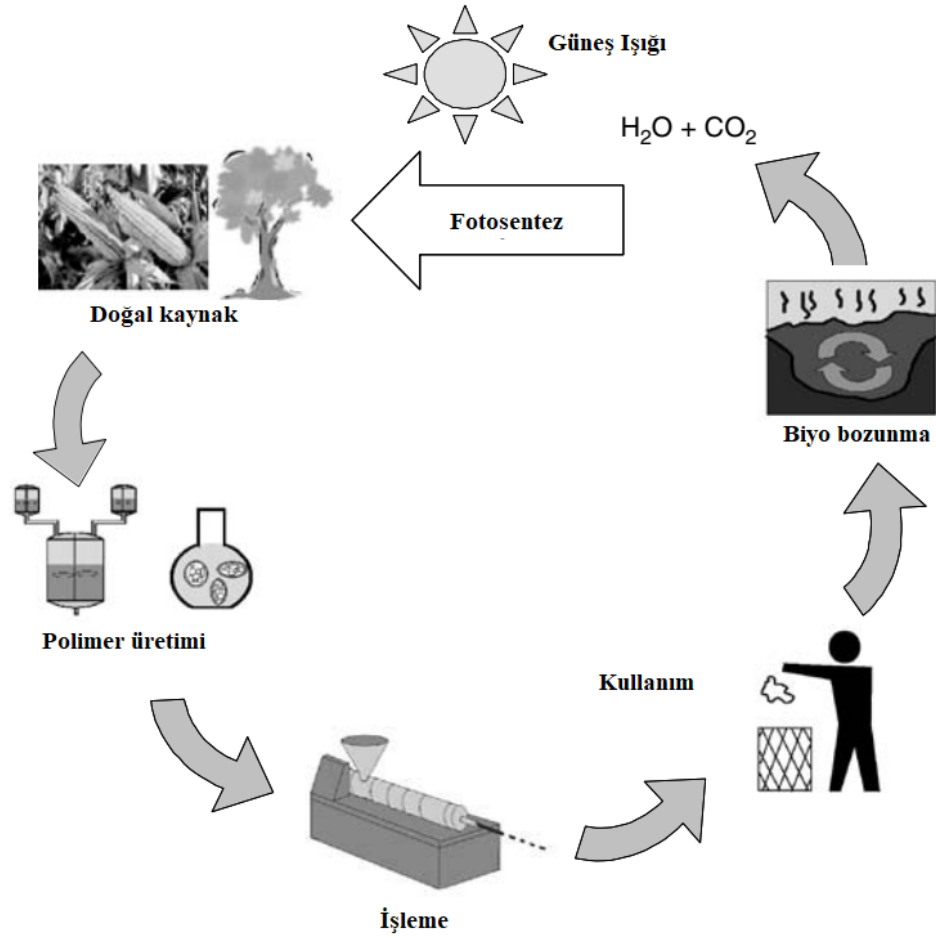 Güneş Işığı
H₂O + CO₂
Fotosentez
Doğal kaynak
Biyo bozunma
Polimer üretimi
Kullanım
İşleme